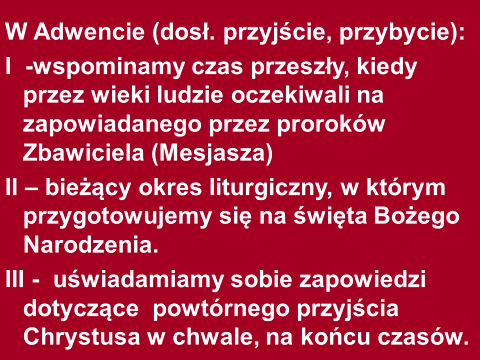 W Adwencie (dosł. przyjście, przybycie):
I -wspominamy czas przeszły, kiedy
przez wieki ludzie oczekiwali na
zapowiadanego przez proroków
Zbawiciela (Mesjasza)
II – bieżący okres liturgiczny, w którym
przygotowujemy się na święta Bożego
Narodzenia.
III - uświadamiamy sobie zapowiedzi
dotyczące powtórnego przyjścia
Chrystusa w chwale, na końcu czasów.